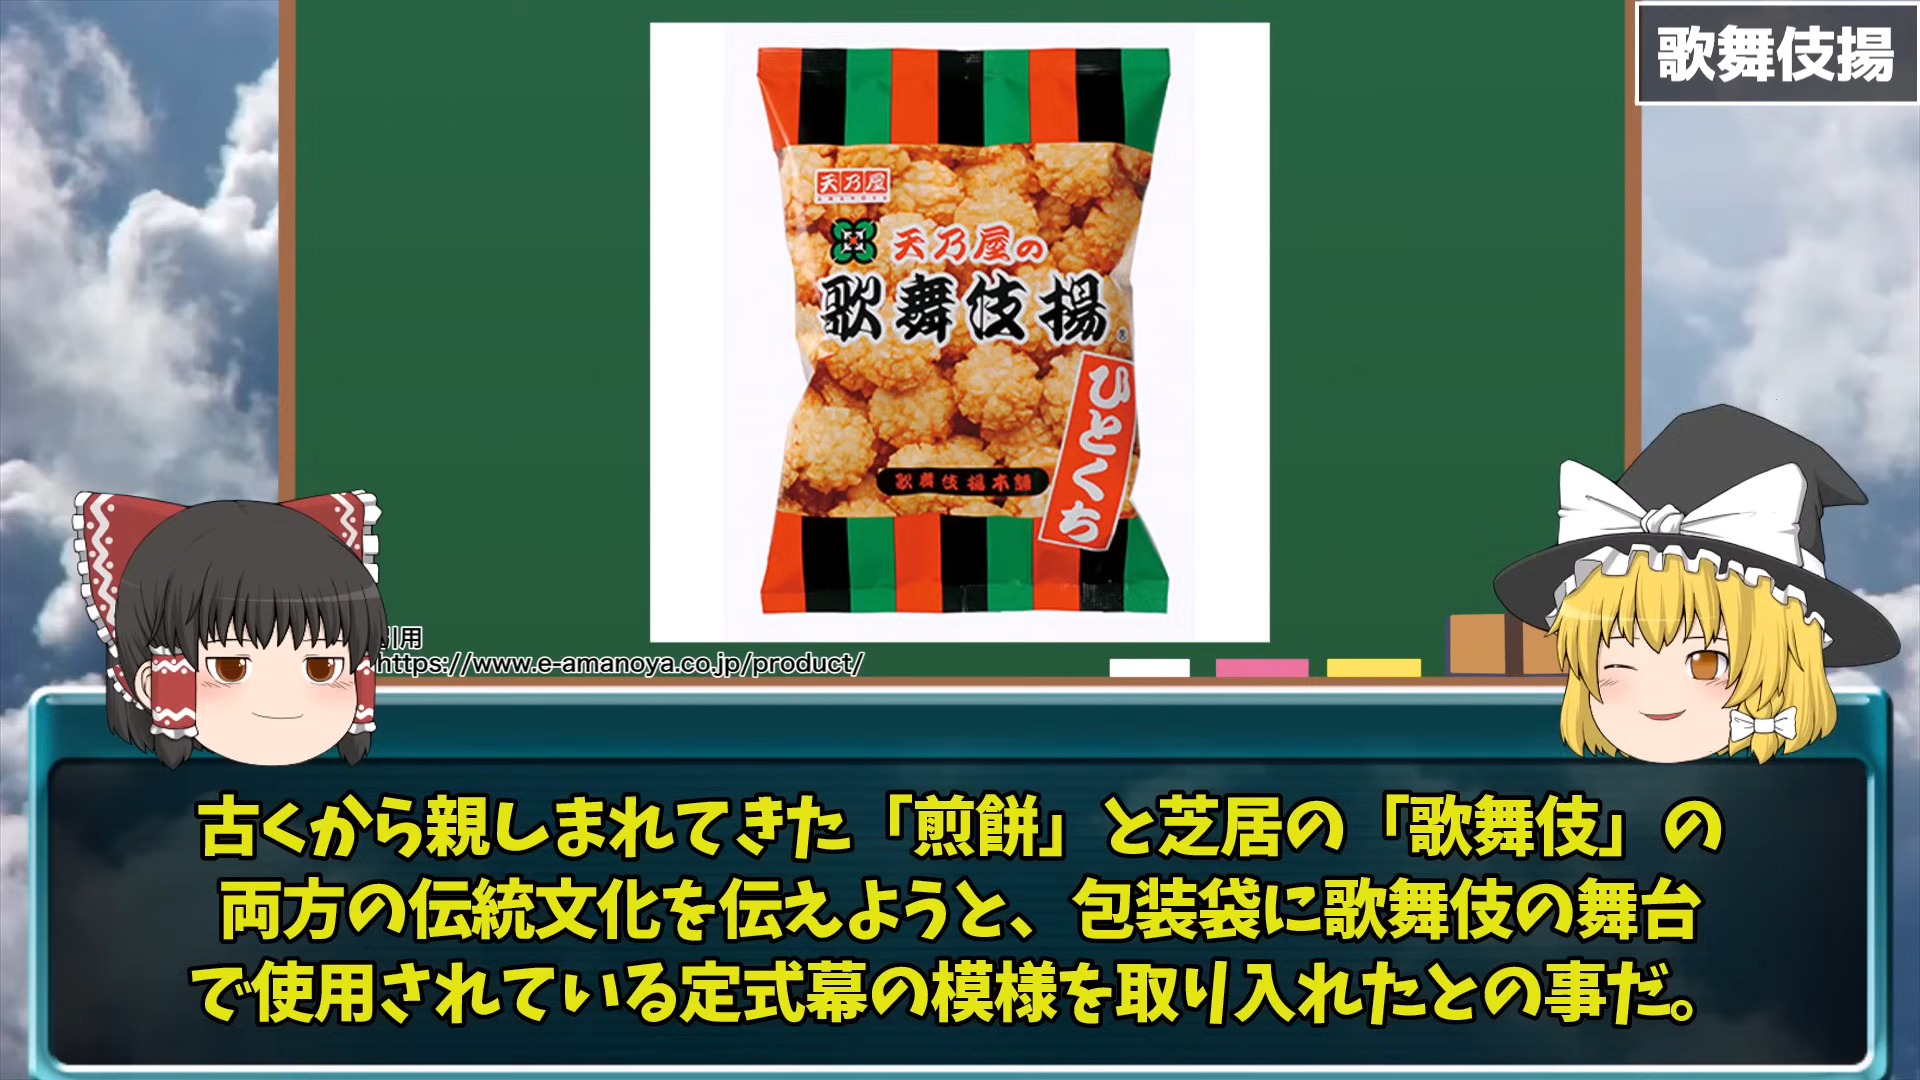 歌舞伎揚
天乃屋
AMANOYA
天乃屋の
歌舞伎揚
ひとくち
歌舞伎揚本舗
引用
https://www.e-amanoya.co.jp/product/
古くから親しまれてきた「煎餅」と芝居の「歌舞伎」の
両方の伝統文化を伝えようと、包装袋に歌舞伎の舞台
で使用されている定式幕の模様を取り入れたとの事だ。